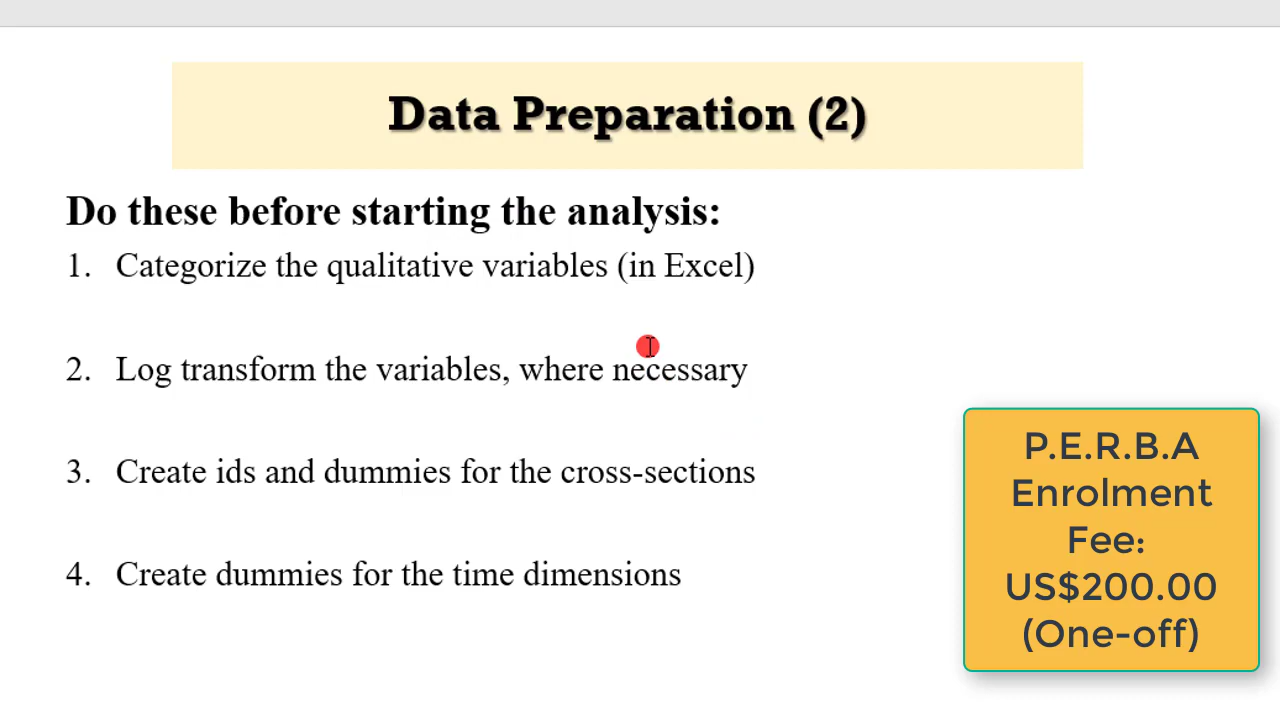 Data Preparation (2)
Do these before starting the analysis:
1. Categorize the qualitative variables (in Excel)
2. Log transform the variables, where necessary
3. Create ids and dummies for the cross-sections
4. Create dummies for the time dimensions
P.E.R.B.A
Enrolment
Fee:
US$200.00
(One-off)